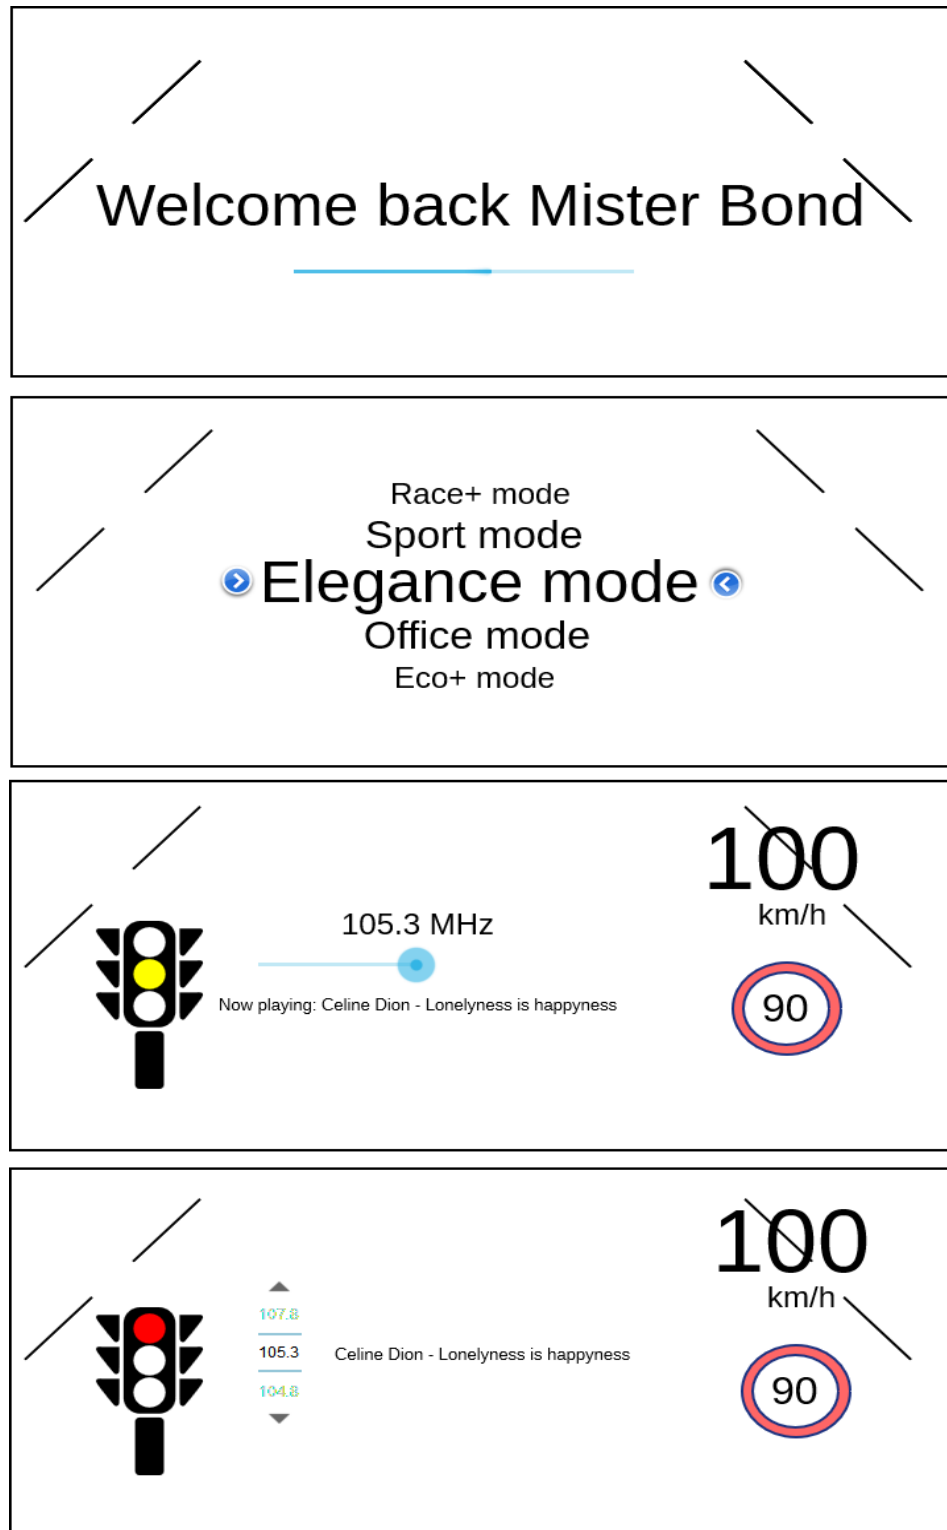 Welcome back Mister Bond
Race+ mode
Sport mode
Elegance mode
Office mode
Eco+ mode
100
km/h
105.3 MHz
90
Now playing: Celine Dion - Lonelyness is happyness
100
km/h
107.8
105.3
Celine Dion - Lonelyness is happyness
104.8
90